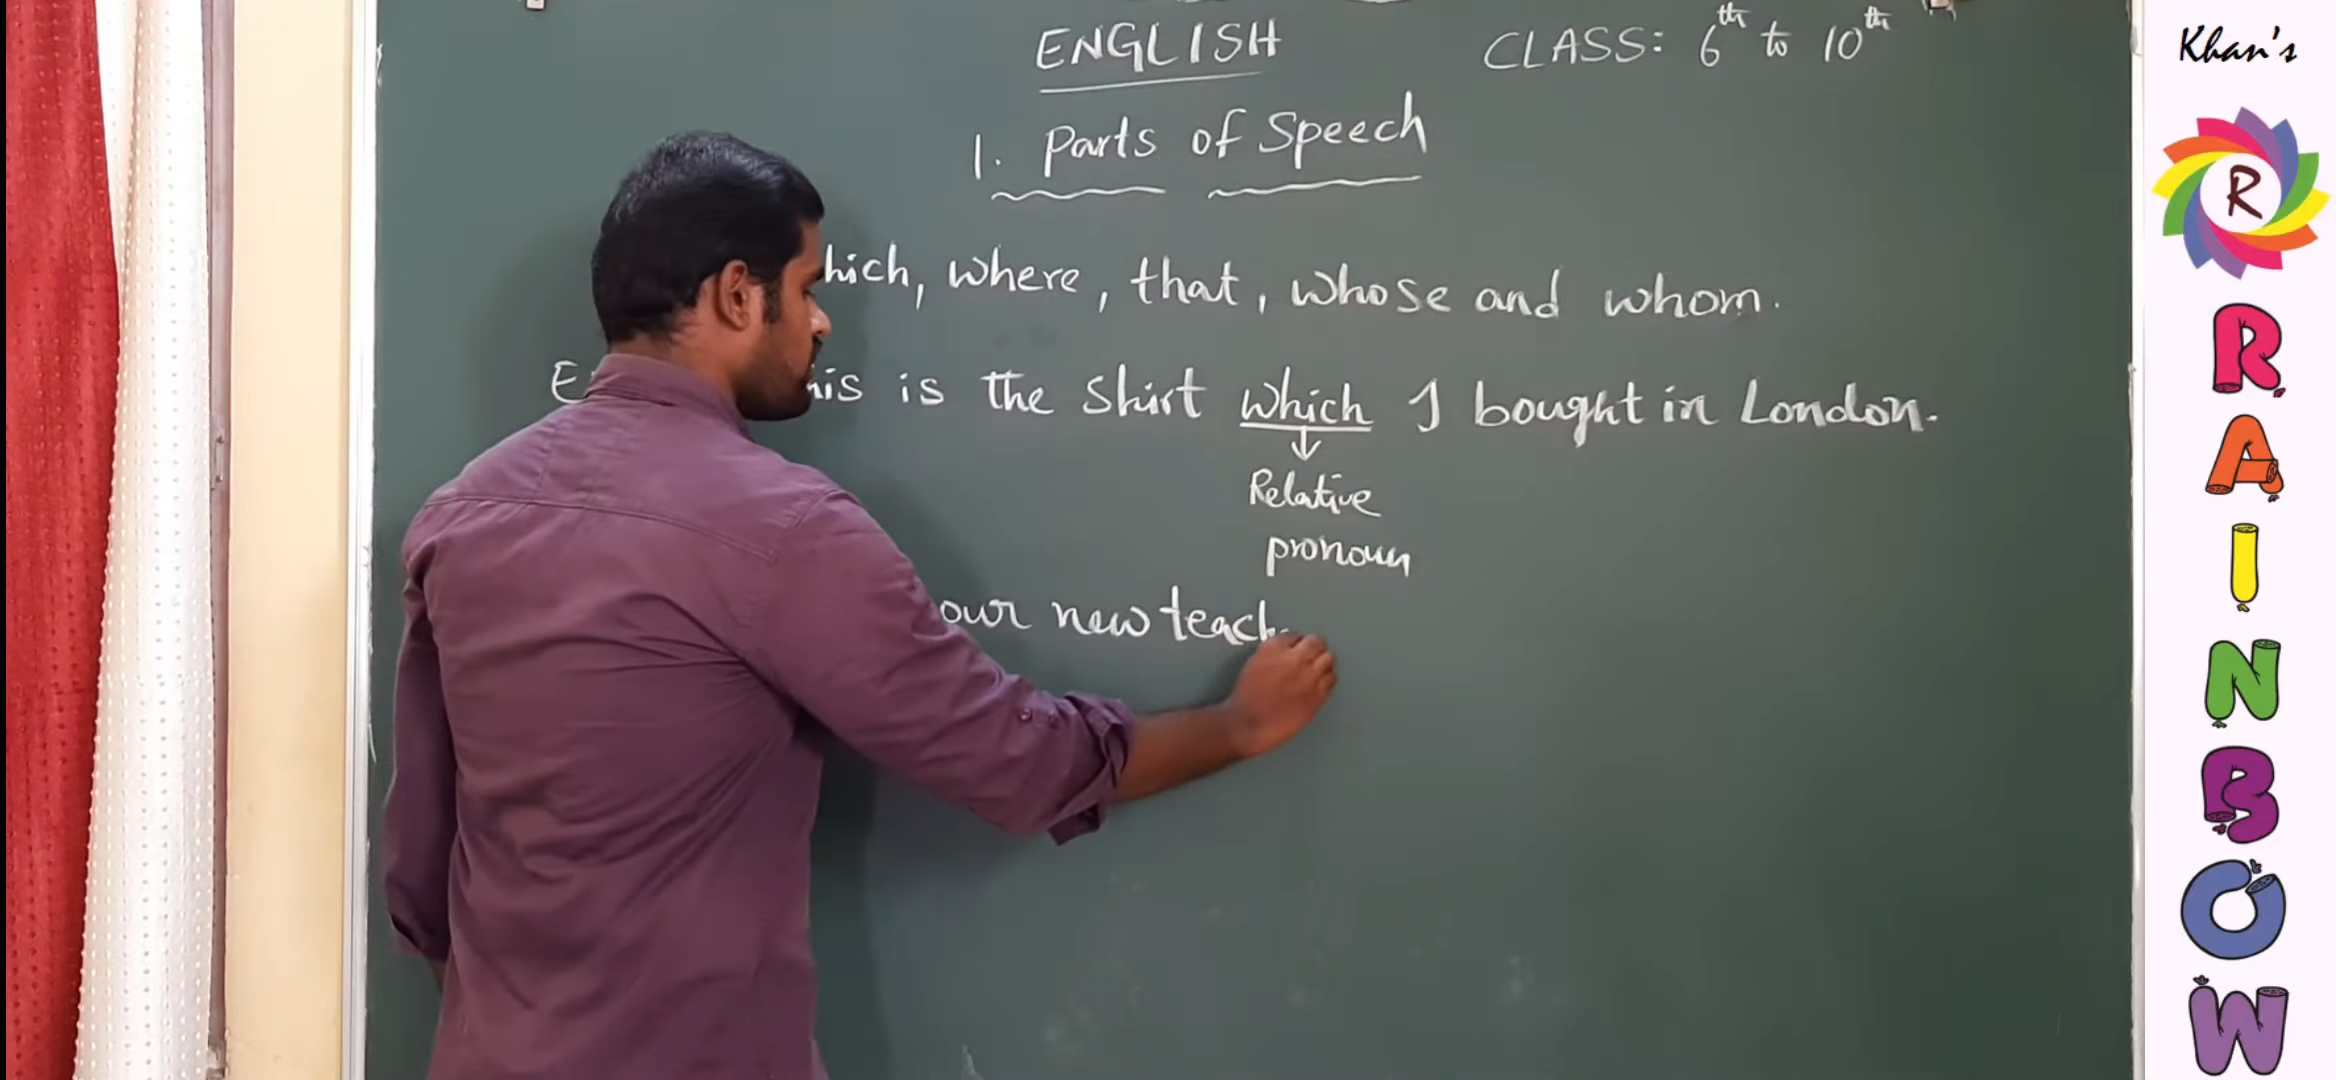 ENGLISH CLASS: 6th to 10th
1. Parts of Speech
hich, where, that, whose and whom.
is is the shirt which I bought in London.
Relative
pronoun
our new teach
Khan's
R
RAINBOW